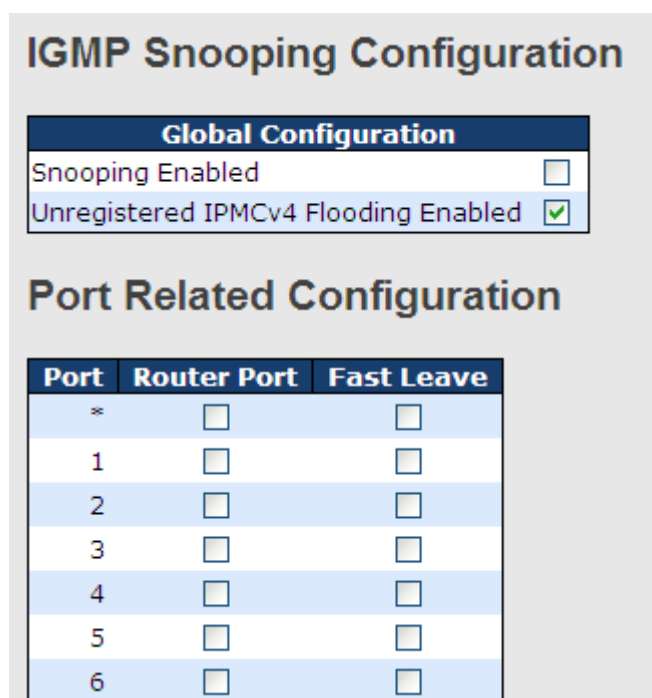 IGMP Snooping Configuration
Global Configuration
Snooping Enabled
Unregistered IPMCv4 Flooding Enabled
Port Related Configuration
Port Router Port Fast Leave
*
1
2
3
4
5
6